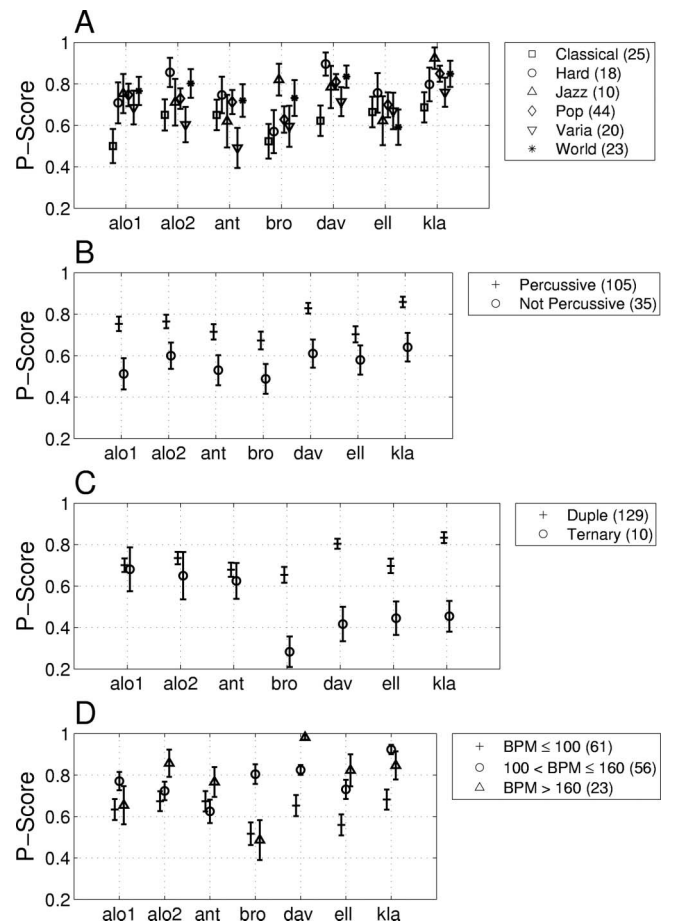 A
1
0.8
0.6
0.4
0.2
P-Score
alo1 alo2 ant bro dav ell kla
Classical (25)
Hard (18)
Jazz (10)
Pop (44)
Varia (20)
World (23)
B
1
0.8
0.6
0.4
0.2
P-Score
alo1 alo2 ant bro dav ell kla
Percussive (105)
Not Percussive (35)
C
1
0.8
0.6
0.4
0.2
P-Score
alo1 alo2 ant bro dav ell kla
Duple (129)
Ternary (10)
D
1
0.8
0.6
0.4
0.2
P-Score
alo1 alo2 ant bro dav ell kla
BPM ≤ 100 (61)
100 < BPM ≤ 160 (56)
BPM > 160 (23)